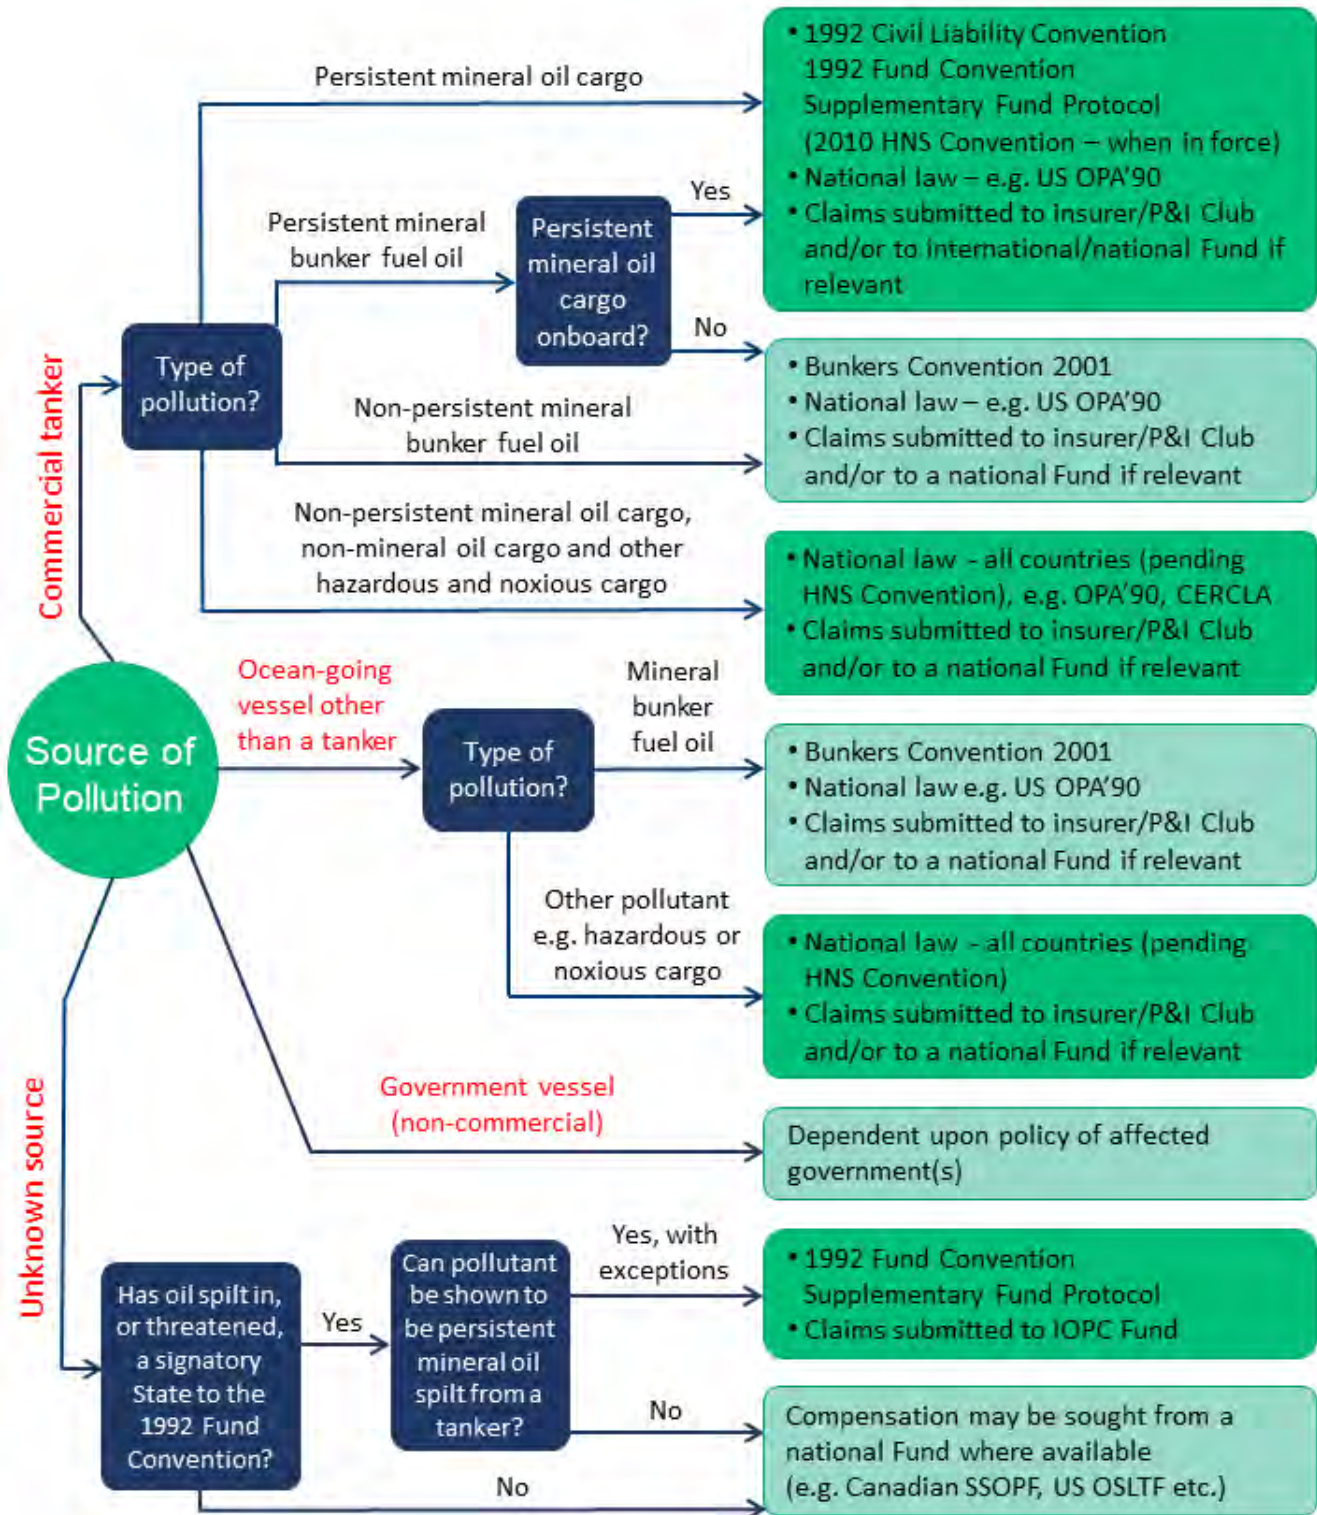 Persistent mineral oil cargo
• 1992 Civil Liability Convention
1992 Fund Convention
Supplementary Fund Protocol
(2010 HNS Convention – when in force)
• National law – e.g. US OPA'90
• Claims submitted to insurer/P&I Club
and/or to international/national Fund if
relevant
Persistent mineral
bunker fuel oil
Persistent
mineral oil
cargo
onboard?
Yes
No
Commercial tanker
Type of
pollution?
• Bunkers Convention 2001
• National law – e.g. US OPA'90
• Claims submitted to insurer/P&I Club
and/or to a national Fund if relevant
Non-persistent mineral
bunker fuel oil
Non-persistent mineral oil cargo,
non-mineral oil cargo and other
hazardous and noxious cargo
• National law - all countries (pending
HNS Convention), e.g. OPA'90, CERCLA
• Claims submitted to insurer/P&I Club
and/or to a national Fund if relevant
Source of
Pollution
Ocean-going
vessel other
than a tanker
Type of
pollution?
Mineral
bunker
fuel oil
• Bunkers Convention 2001
• National law e.g. US OPA'90
• Claims submitted to insurer/P&I Club
and/or to a national Fund if relevant
Other pollutant
e.g. hazardous or
noxious cargo
• National law - all countries (pending
HNS Convention)
• Claims submitted to insurer/P&I Club
and/or to a national Fund if relevant
Government vessel
(non-commercial)
Dependent upon policy of affected
government(s)
Unknown source
Has oil spilt in,
or threatened,
a signatory
State to the
1992 Fund
Convention?
Yes
Can pollutant
be shown to
be persistent
mineral oil
spilt from a
tanker?
Yes, with
exceptions
• 1992 Fund Convention
Supplementary Fund Protocol
• Claims submitted to IOPC Fund
No
No
Compensation may be sought from a
national Fund where available
(e.g. Canadian SSOPF, US OSLTF etc.)